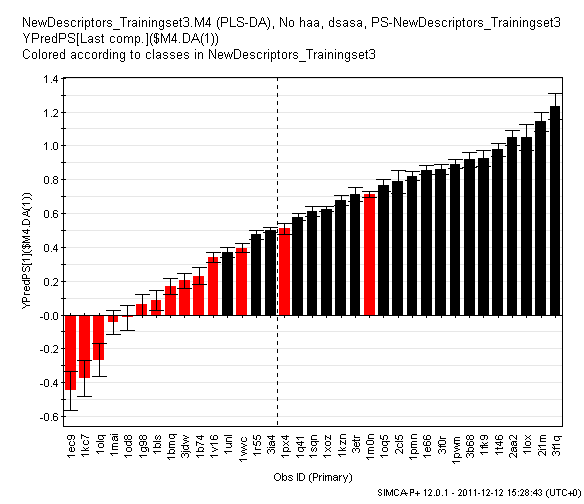 NewDescriptors_Trainingset3.M4 (PLS-DA), No haa, dsasa, PS-NewDescriptors_Trainingset3
YPredPS[Last comp.]($M4.DA(1))
Colored according to classes in NewDescriptors_Trainingset3
1.4
1.2
1.0
0.8
0.6
0.4
0.2
-0.0
-0.2
-0.4
-0.6
YPredPS[1]($M4.DA(1))
1ec9
1kc7
1olq
1mai
1od8
1g98
1bls
1bmq
3jdw
1b74
1v16
1unl
1wvc
1r55
3ia4
1px4
1q41
1sqn
1xoz
1kzn
3etr
1m0n
1oq5
2cl5
1pmn
1e66
3f0r
1pwm
3b68
1fk9
1t46
2aa2
1lox
2i1m
3f1q
Obs ID (Primary)
SIMCA-P+ 12.0.1 - 2011-12-12 15:28:43 (UTC+0)